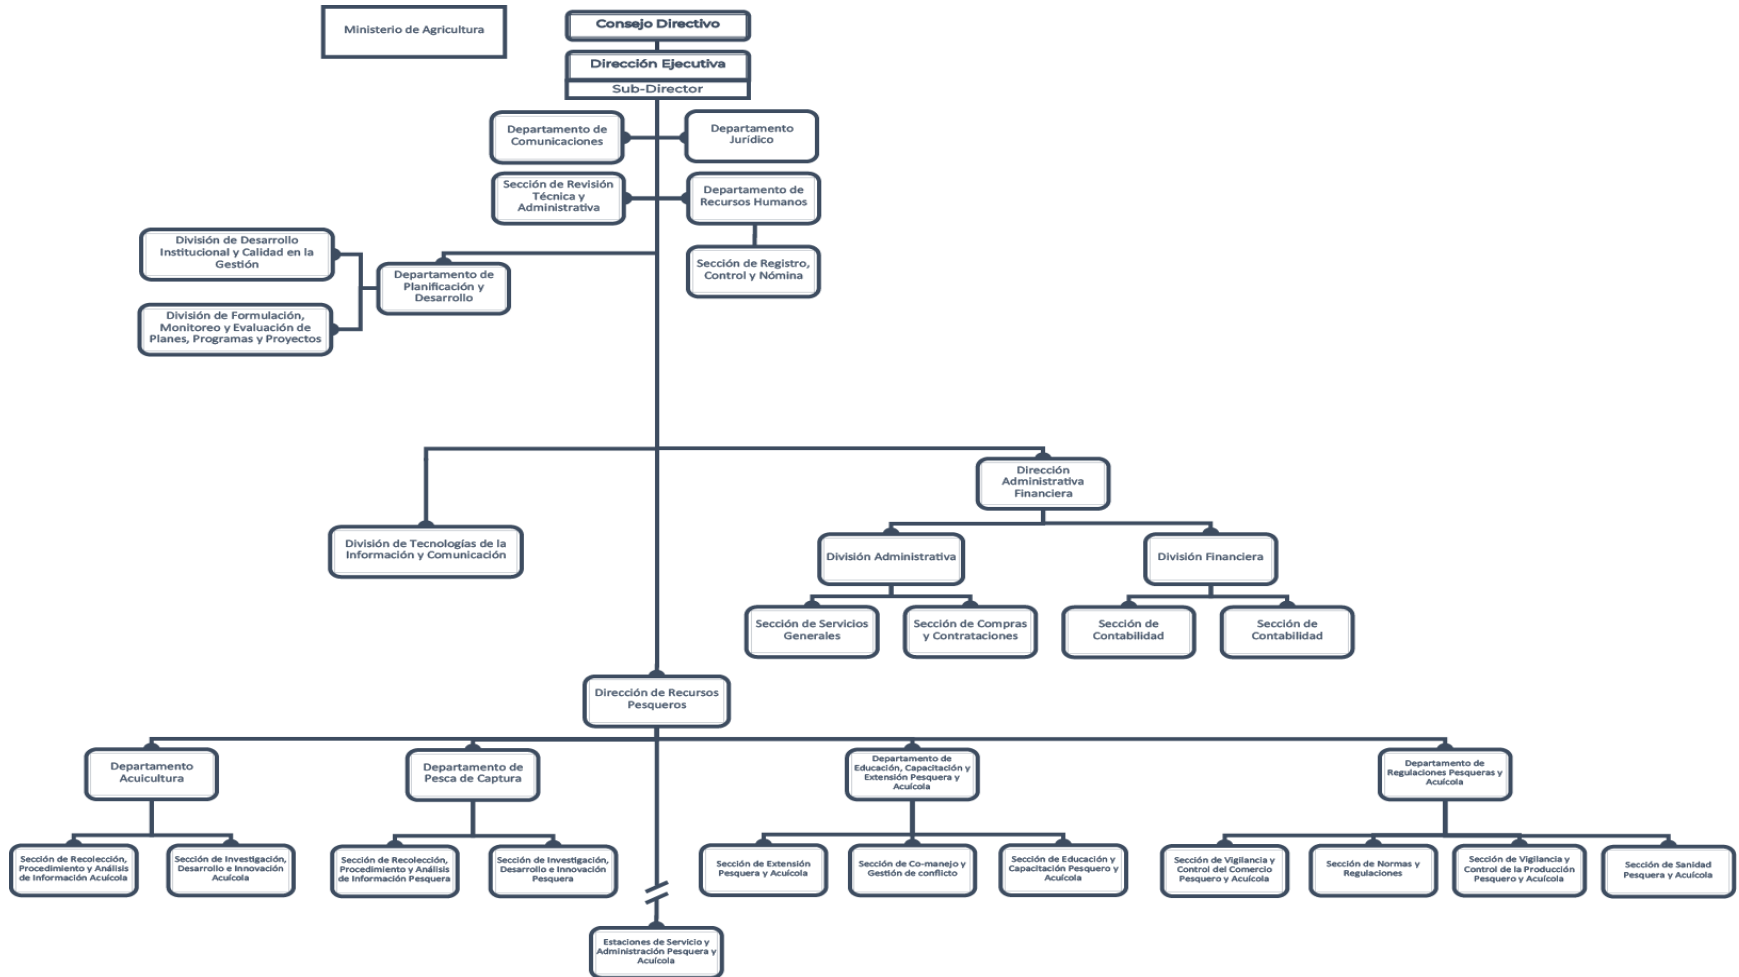 Ministerio de Agricultura
Consejo Directivo
Dirección Ejecutiva
Sub-Director
Departamento de
Comunicaciones
Departamento
Jurídico
Sección de Revisión
Técnica y
Administrativa
Departamento de
Recursos Humanos
División de Desarrollo
Institucional y Calidad en la
Gestión
Sección de Registro,
Control y Nómina
Departamento de
Planificación y
Desarrollo
División de Formulación,
Monitoreo y Evaluación de
Planes, Programas y Proyectos
Dirección
Administrativa
Financiera
División de Tecnologías de la
Información y Comunicación
División Administrativa
División Financiera
Sección de Servicios
Generales
Sección de Compras
y Contrataciones
Sección de
Contabilidad
Sección de
Contabilidad
Dirección de Recursos
Pesqueros
Departamento
Acuicultura
Departamento de
Pesca de Captura
Departamento de
Educación, Capacitación y
Extensión Pesquera y
Acuícola
Departamento de
Regulaciones Pesqueras y
Acuícola
Sección de Recolección,
Procedimiento y Análisis
de Información Acuícola
Sección de Investigación,
Desarrollo e Innovación
Acuícola
Sección de Recolección,
Procedimiento y Análisis
de Información Pesquera
Sección de Investigación,
Desarrollo e Innovación
Pesquera
Sección de Extensión
Pesquera y Acuícola
Sección de Co-manejo y
Gestión de conflicto
Sección de Educación y
Capacitación Pesquero y
Acuícola
Sección de Vigilancia y
Control del Comercio
Pesquero y Acuícola
Sección de Normas y
Regulaciones
Sección de Vigilancia y
Control de la Producción
Pesquero y Acuícola
Sección de Sanidad
Pesquera y Acuícola
Estaciones de Servicio y
Administración Pesquera y
Acuícola